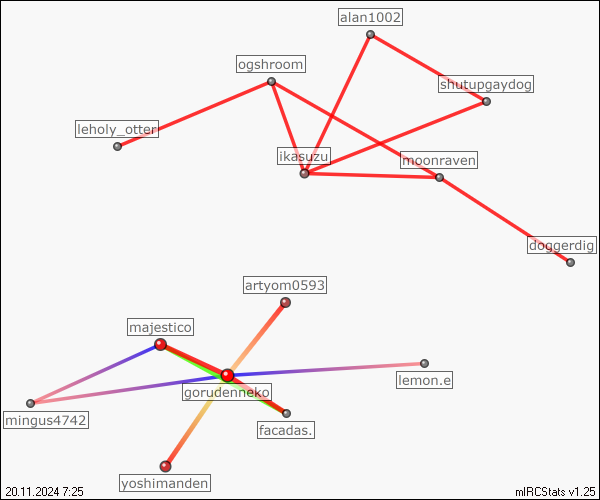 alan1002
ogshroom
shutupgaydog
leholy_otter
ikasuzu
moonraven
doggerdig
artyom0593
majestico
lemon.e
gorudenneko
mingus4742
facadas.
yoshimanden
20.11.2024 7:25
mIRCStats v1.25